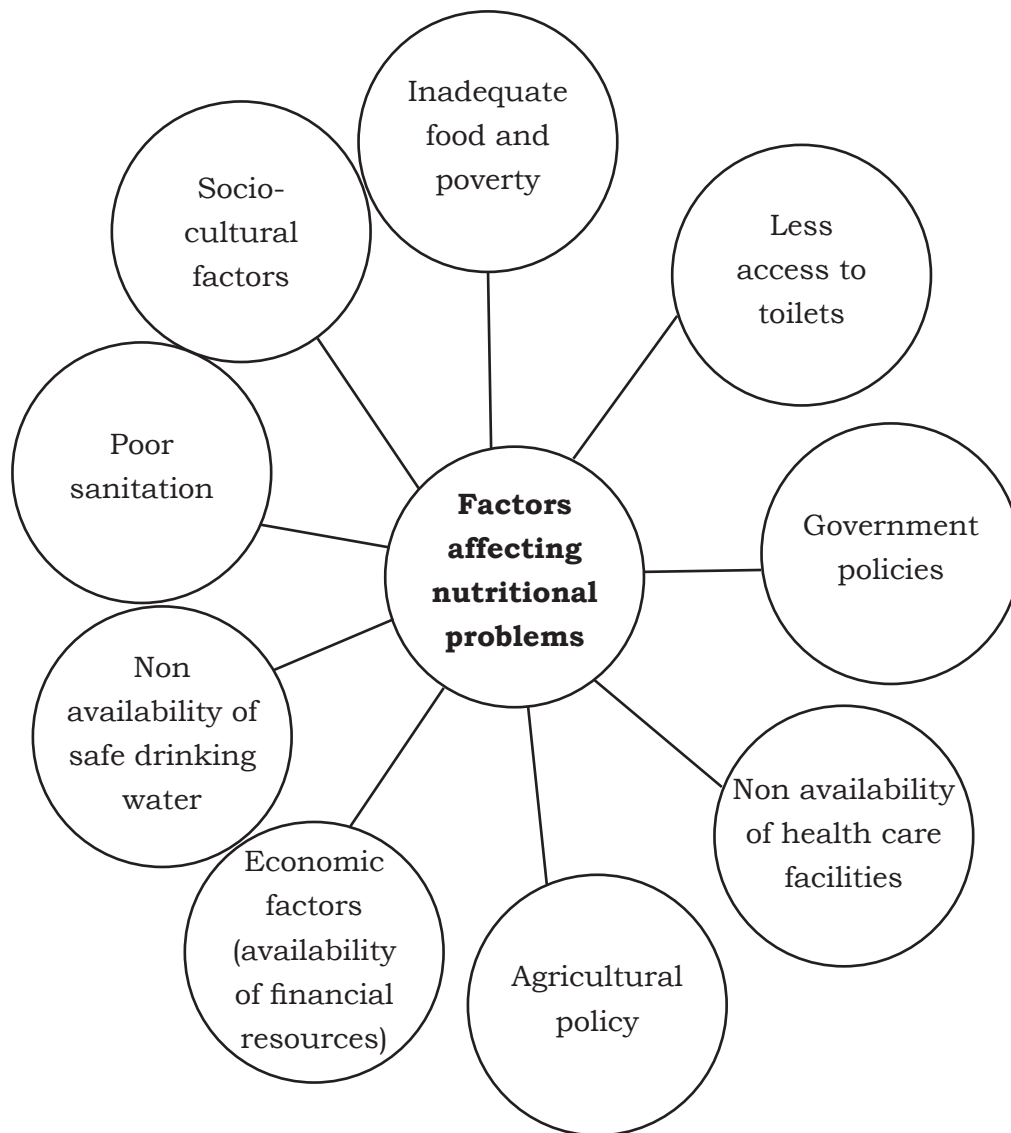 Inadequate
food and
poverty
Less
access to
toilets
Government
policies
Non availability
of health care
facilities
Agricultural
policy
Economic
factors
(availability
of financial
resources)
Non
availability of
safe drinking
water
Poor
sanitation
Socio-
cultural
factors
Factors
affecting
nutritional
problems